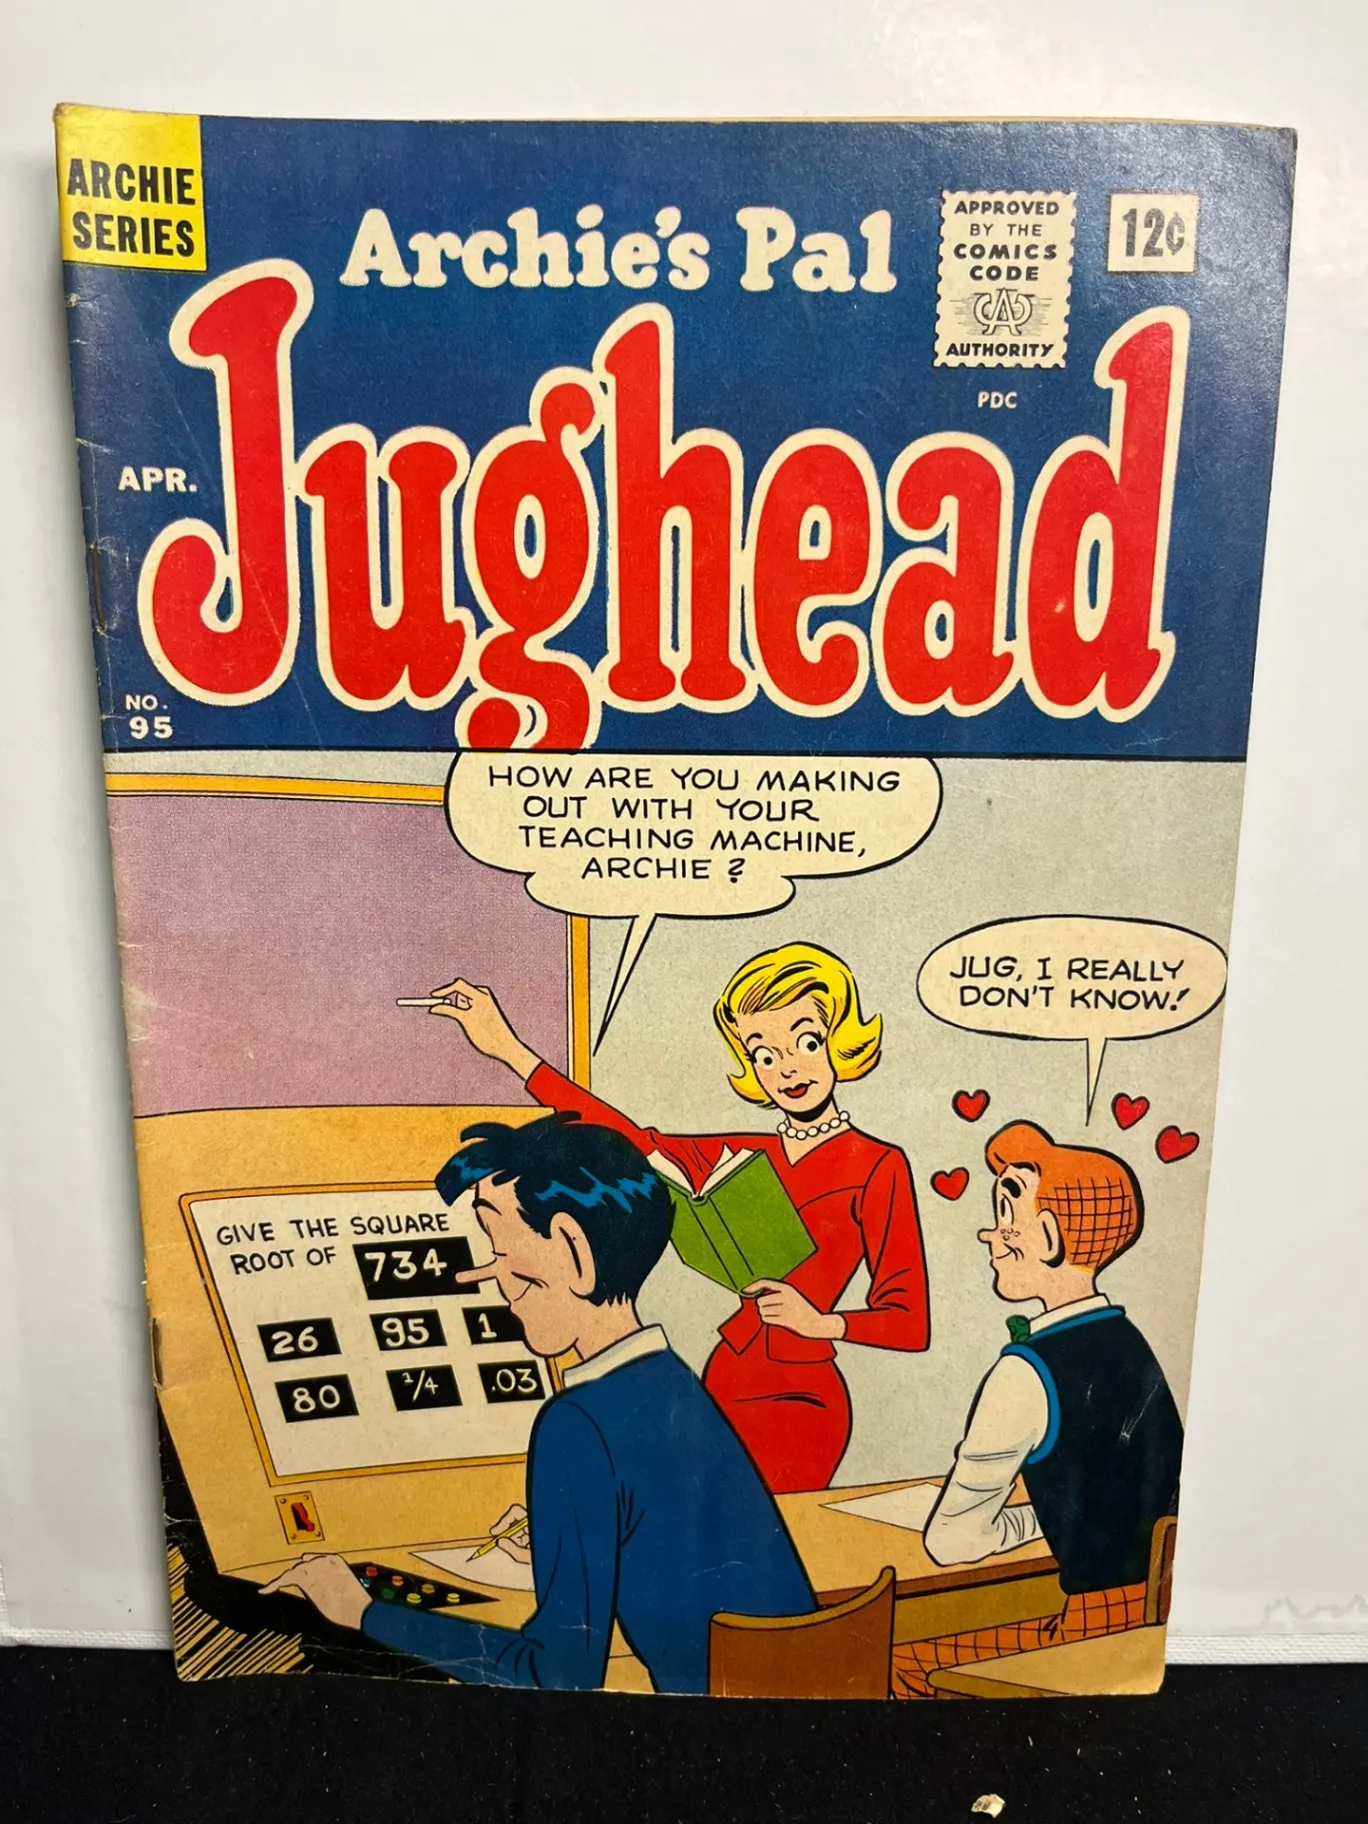 ARCHIE
SERIES
Archie's Pal
APPROVED
BY THE
COMICS
CODE
CA
AUTHORITY
12¢
PDC
Jughead
APR.
NO.
95
HOW ARE YOU MAKING
OUT WITH YOUR
TEACHING MACHINE,
ARCHIE?
JUG, I REALLY
DON'T KNOW!
GIVE THE SQUARE
ROOT OF 734
26 95 1
80 1/4 .03